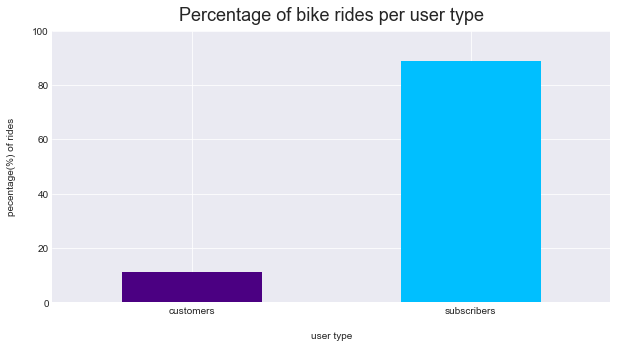 Percentage of bike rides per user type
pecentage(%) of rides
100
80
60
40
20
0
customers
subscribers
user type